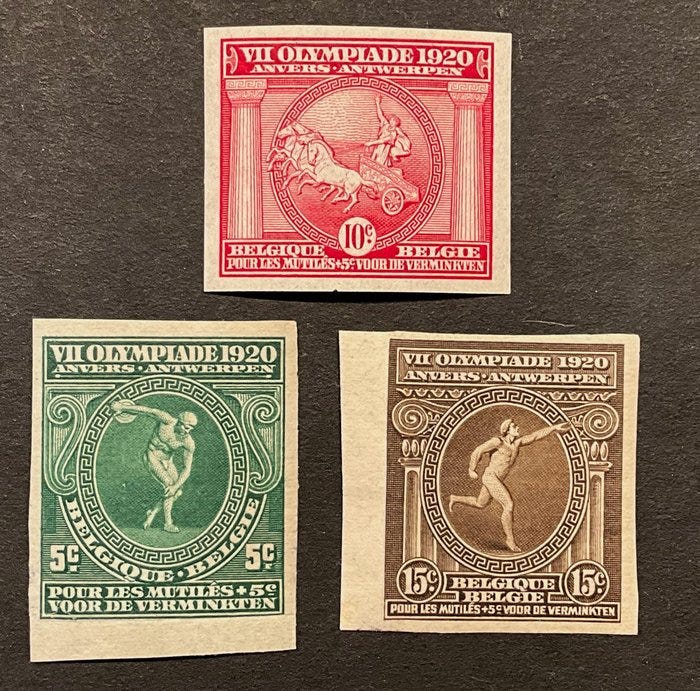 VII OLYMPIADE 1920
ANVERS · ANTWERPEN
10c
BELGIQUE BELGIE
POUR LES MUTILÉS+5c VOOR DE VERMINKTEN
VII OLYMPIADE 1920
ANVERS · ANTWERPEN
5c 5c
BELGIQUE · BELGIE
POUR LES MUTILÉS +5c
VOOR DE VERMINKTEN
VII OLYMPIADE 1920
ANVERS · ANTWERPEN
15c BELGIQUE 15c
BELGIE
POUR LES MUTILÉS +5c VOOR DE VERMINKTEN